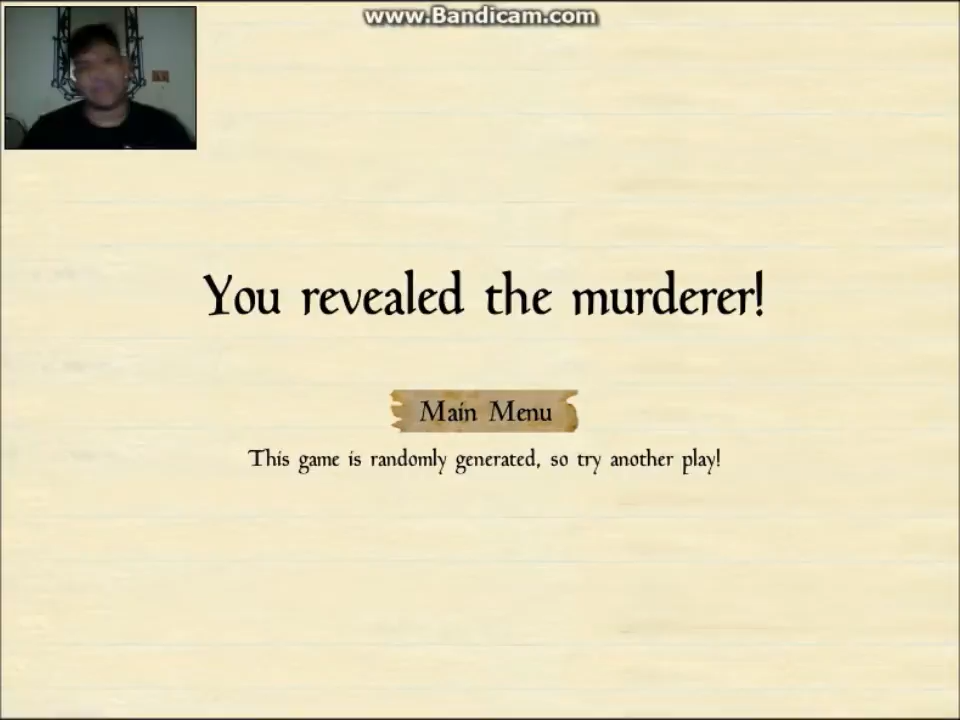 www.Bandicam.com
You revealed the murderer!
Main Menu
This game is randomly generated, so try another play!